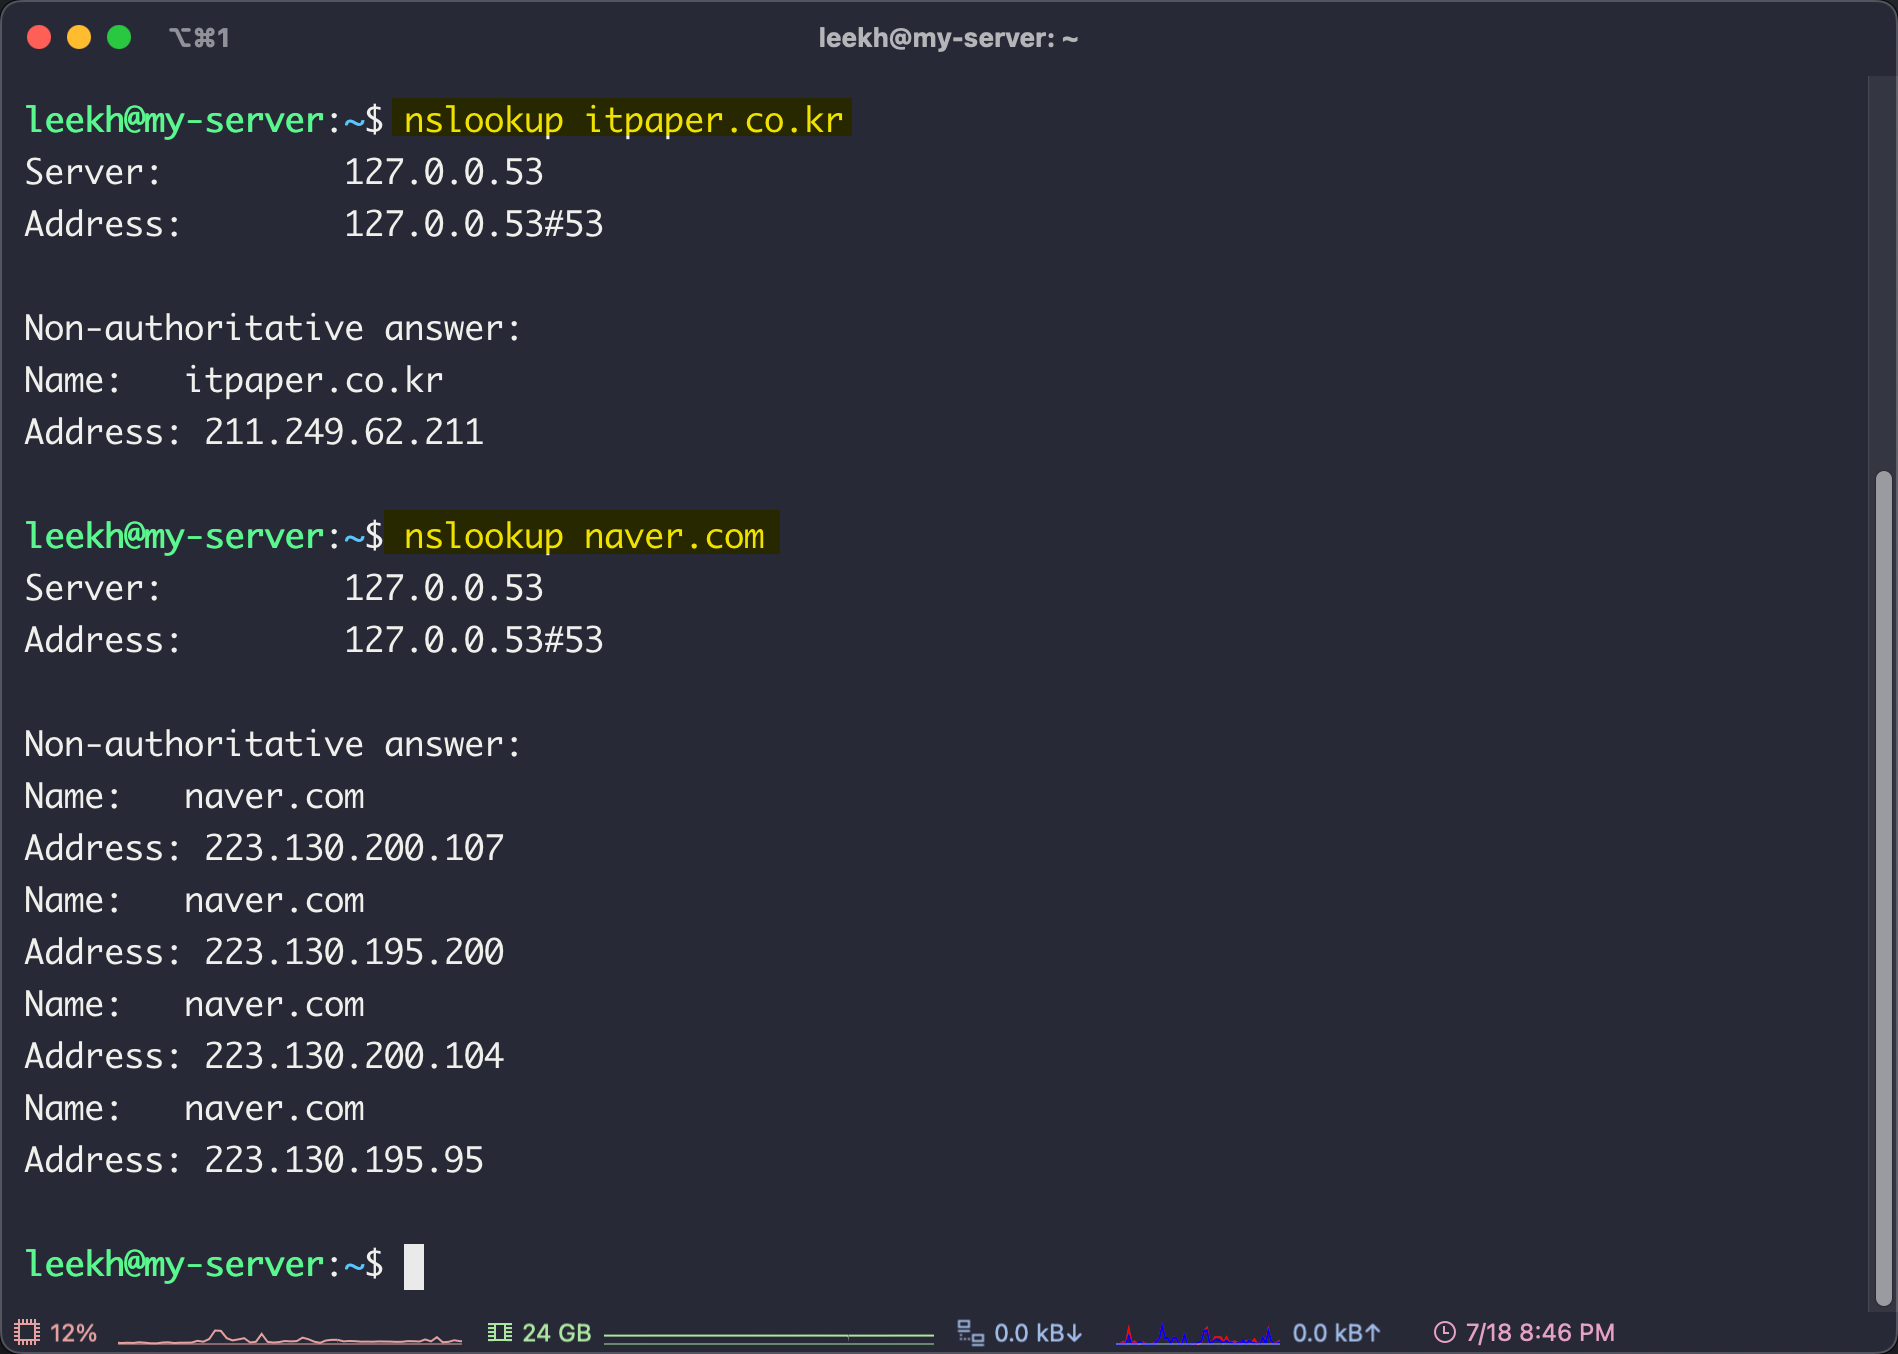 ⌥⌘1
leekh@my-server: ~
leekh@my-server:~$ nslookup itpaper.co.kr
Server:         127.0.0.53
Address:        127.0.0.53#53
Non-authoritative answer:
Name:   itpaper.co.kr
Address: 211.249.62.211
leekh@my-server:~$ nslookup naver.com
Server:         127.0.0.53
Address:        127.0.0.53#53
Non-authoritative answer:
Name:   naver.com
Address: 223.130.200.107
Name:   naver.com
Address: 223.130.195.200
Name:   naver.com
Address: 223.130.200.104
Name:   naver.com
Address: 223.130.195.95
leekh@my-server:~$
12% 24 GB 0.0 kB↓ 0.0 kB↑ 7/18 8:46 PM